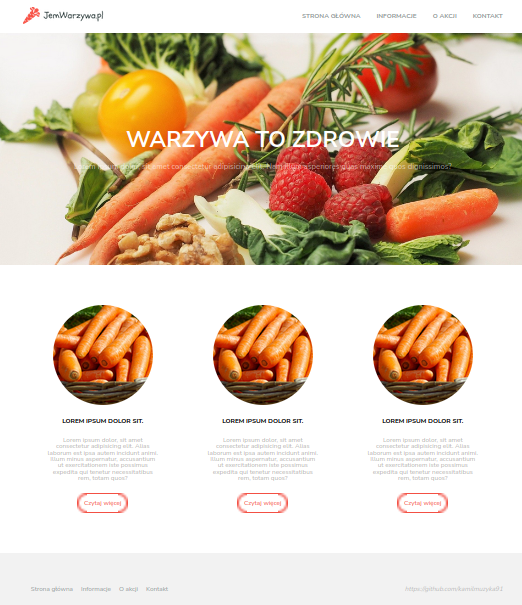 JemWarzywa.pl
STRONA GŁÓWNA INFORMACJE O AKCJI KONTAKT
WARZYWA TO ZDROWIE
Lorem ipsum dolor sit amet consectetur adipisicing elit. Nam illum asperiores quas maxime quos dignissimos?
LOREM IPSUM DOLOR SIT.
Lorem ipsum dolor, sit amet
consectetur adipisicing elit. Alias
laborum est ipsa autem incidunt animi.
Illum minus aspernatur, accusantium
ut exercitationem iste possimus
expedita qui tenetur necessitatibus
rem, totam quos?
Czytaj więcej
LOREM IPSUM DOLOR SIT.
Lorem ipsum dolor, sit amet
consectetur adipisicing elit. Alias
laborum est ipsa autem incidunt animi.
Illum minus aspernatur, accusantium
ut exercitationem iste possimus
expedita qui tenetur necessitatibus
rem, totam quos?
Czytaj więcej
LOREM IPSUM DOLOR SIT.
Lorem ipsum dolor, sit amet
consectetur adipisicing elit. Alias
laborum est ipsa autem incidunt animi.
Illum minus aspernatur, accusantium
ut exercitationem iste possimus
expedita qui tenetur necessitatibus
rem, totam quos?
Czytaj więcej
Strona główna Informacje O akcji Kontakt